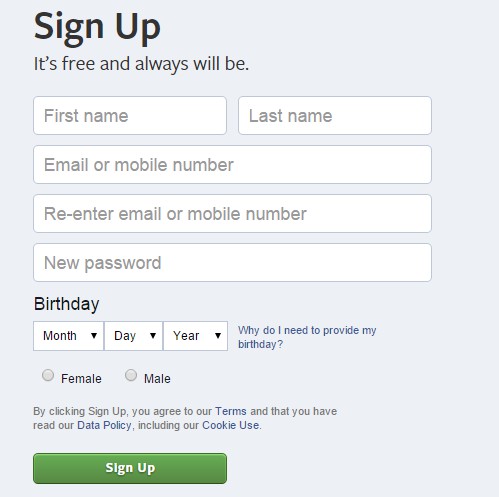 Sign Up
It's free and always will be.
First name Last name
Email or mobile number
Re-enter email or mobile number
New password
Birthday
Month Day Year Why do I need to provide my
birthday?
Female Male
By clicking Sign Up, you agree to our Terms and that you have
read our Data Policy, including our Cookie Use.
Sign Up